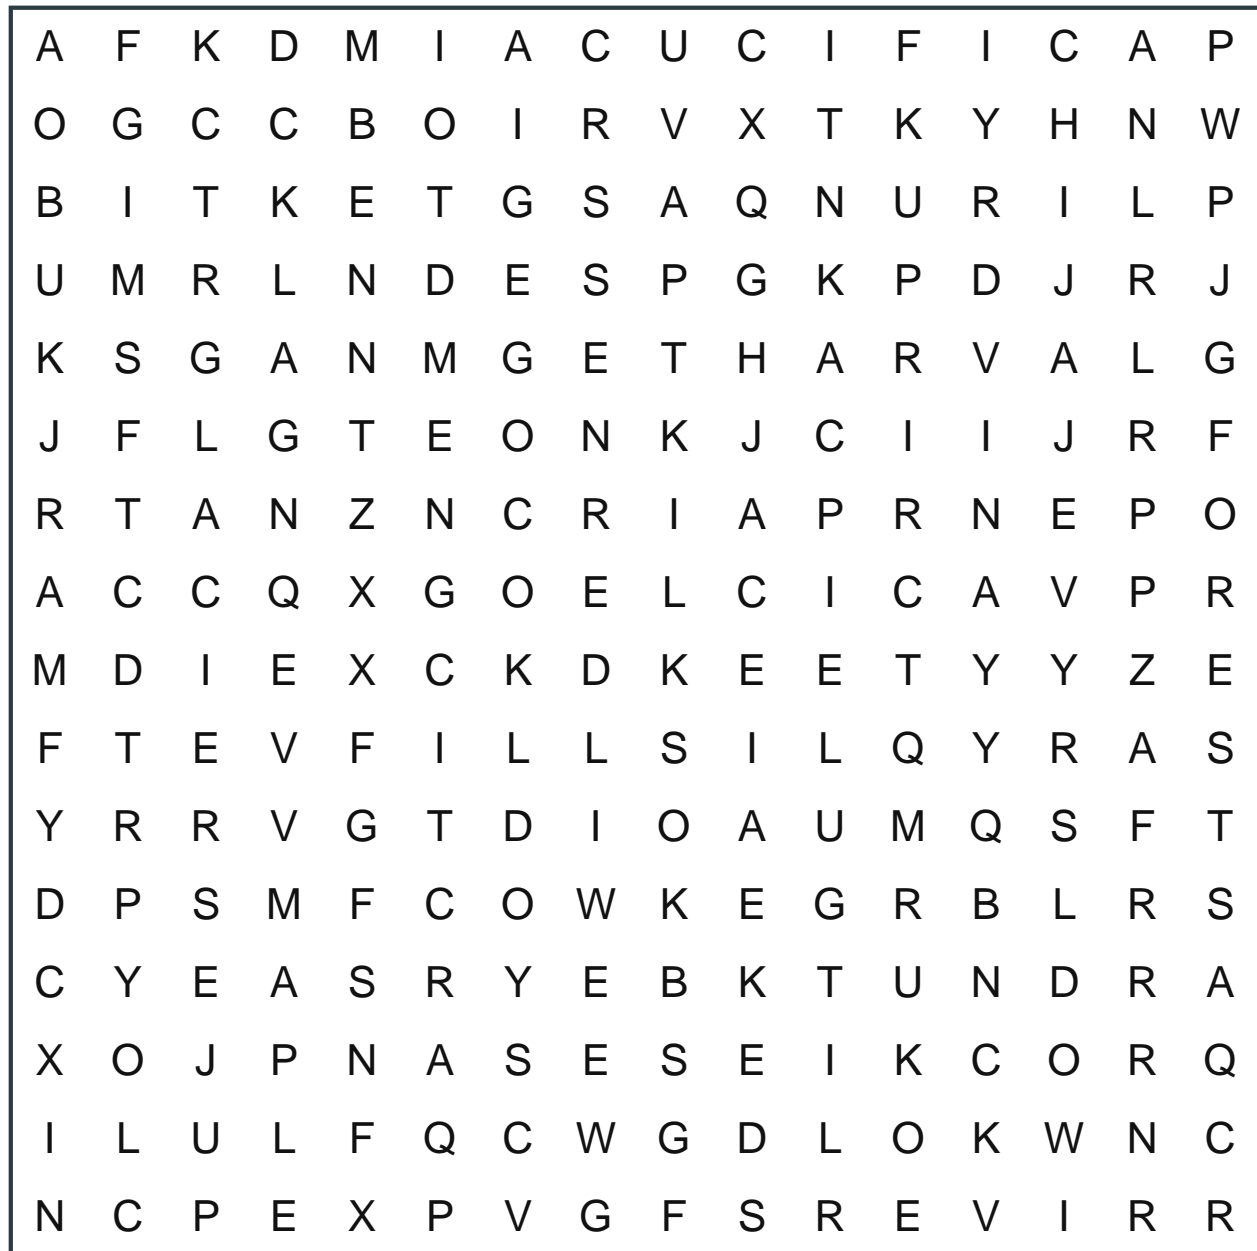 A F K D M I A C U C I F I C A P
O G C C B O I R V X T K Y H N W
B I T K E T G S A Q N U R I L P
U M R L N D E S P G K P D J R J
K S G A N M G E T H A R V A L G
J F L G T E O N K J C I I J R F
R T A N Z N C R I A P R N E P O
A C C Q X G O E L C I C A V P R
M D I E X C K D K E E T Y Y Z E
F T E V F I L L S I L Q Y R A S
Y R R V G T D I O A U M Q S F T
D P S M F C O W K E G R B L R S
C Y E A S R Y E B K T U N D R A
X O J P N A S E S E I K C O R Q
I L U L F Q C W G D L O K W N C
N C P E X P V G F S R E V I R R